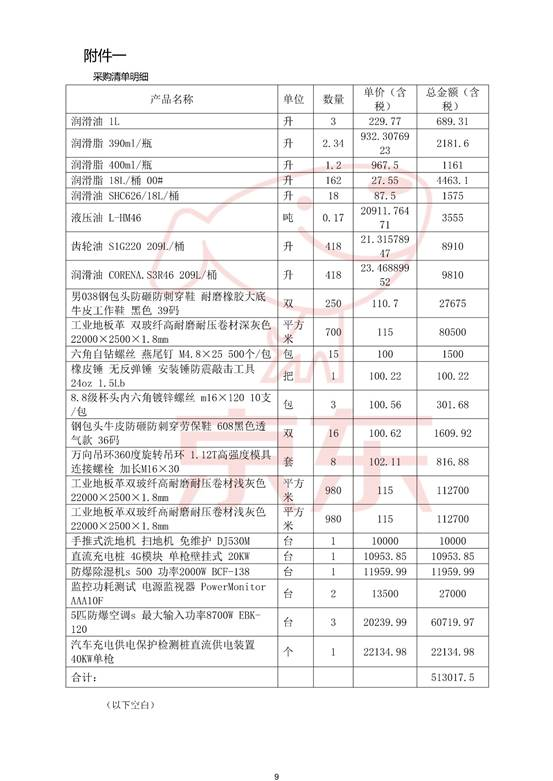 附件一
采购清单明细
产品名称 单位 数量 单价（含税） 总金额（含税）
润滑油 1L 升 3 229.77 689.31
润滑脂 390ml/瓶 升 2.34 932.3076923 2181.6
润滑脂 400ml/瓶 升 1.2 967.5 1161
润滑脂 18L/桶 00# 升 162 27.55 4463.1
润滑油 SHC626/18L/桶 升 18 87.5 1575
液压油 L-HM46 吨 0.17 20911.76471 3555
齿轮油 S1G220 209L/桶 升 418 21.31578947 8910
润滑油 CORENA.S3R46 209L/桶 升 418 23.46889952 9810
男038钢包头防砸防刺穿鞋 耐磨橡胶大底牛皮工作鞋 黑色 39码 双 250 110.7 27675
工业地板革 双玻纤高耐磨耐压卷材深灰色 22000×2500×1.8mm 平方米 700 115 80500
六角自钻螺丝 燕尾钉 M4.8×25 500个/包 包 15 100 1500
橡皮锤 无反弹锤 安装锤防震敲击工具 24oz 1.5Lb 把 1 100.22 100.22
8.8级杯头内六角镀锌螺丝 m16×120 10支/包 包 3 100.56 301.68
钢包头牛皮防砸防刺穿劳保鞋 608黑色透气款 36码 双 16 100.62 1609.92
万向吊环360度旋转吊环 1.12T高强度模具连接螺栓 加长M16×30 套 8 102.11 816.88
工业地板革双玻纤高耐磨耐压卷材浅灰色 22000×2500×1.8mm 平方米 980 115 112700
工业地板革双玻纤高耐磨耐压卷材浅灰色 22000×2500×1.8mm 平方米 980 115 112700
手推式洗地机 扫地机 免维护 DJ530M 台 1 10000 10000
直流充电桩 4G模块 单枪壁挂式 20KW 台 1 10953.85 10953.85
防爆除湿机s 500 功率2000W BCF-138 台 1 11959.99 11959.99
监控功耗测试 电源监视器 PowerMonitor AAA10F 台 2 13500 27000
5匹防爆空调s 最大输入功率8700W EBK-120 台 3 20239.99 60719.97
汽车充电供电保护检测桩直流供电装置 40KW单枪 个 1 22134.98 22134.98
合计： 513017.5
（以下空白）
京东
9